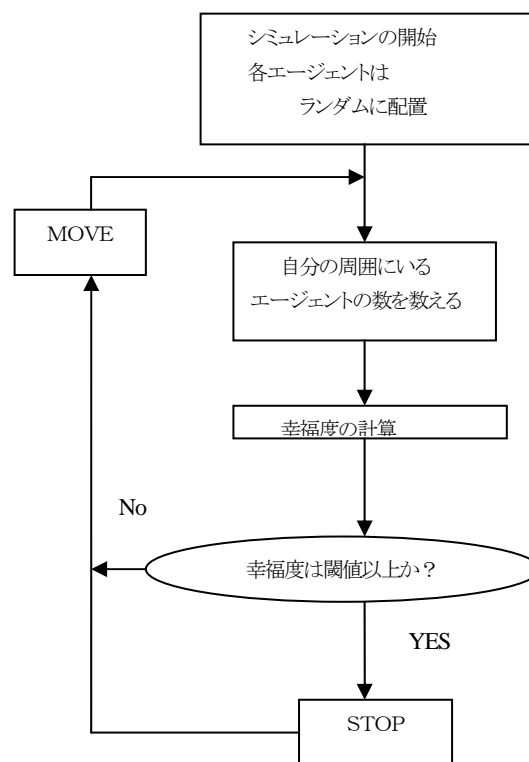 シミュレーションの開始
各エージェントは
ランダムに配置
MOVE
自分の周囲にいる
エージェントの数を数える
幸福度の計算
No
幸福度は閾値以上か？
YES
STOP